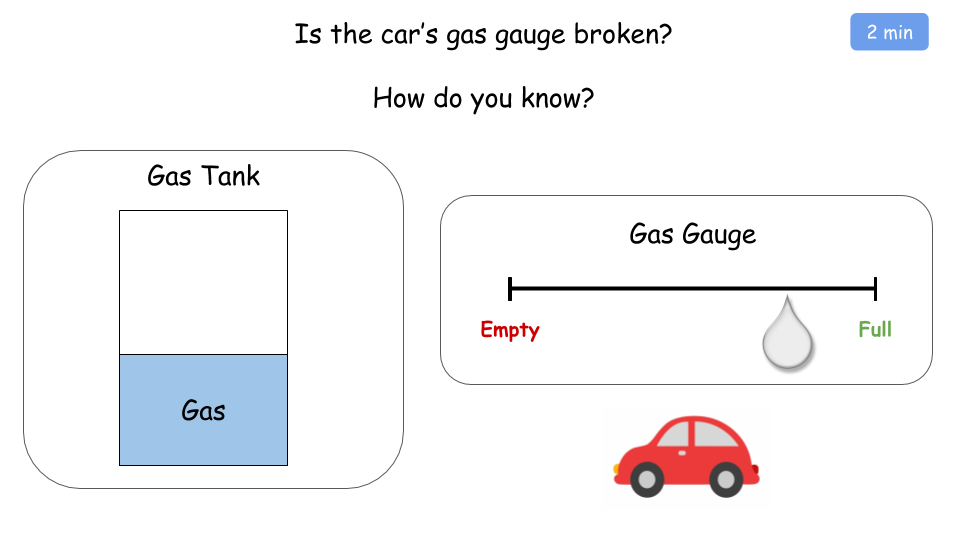 Is the car’s gas gauge broken?
2 min
How do you know?
Gas Tank
Gas
Gas Gauge
Empty
Full